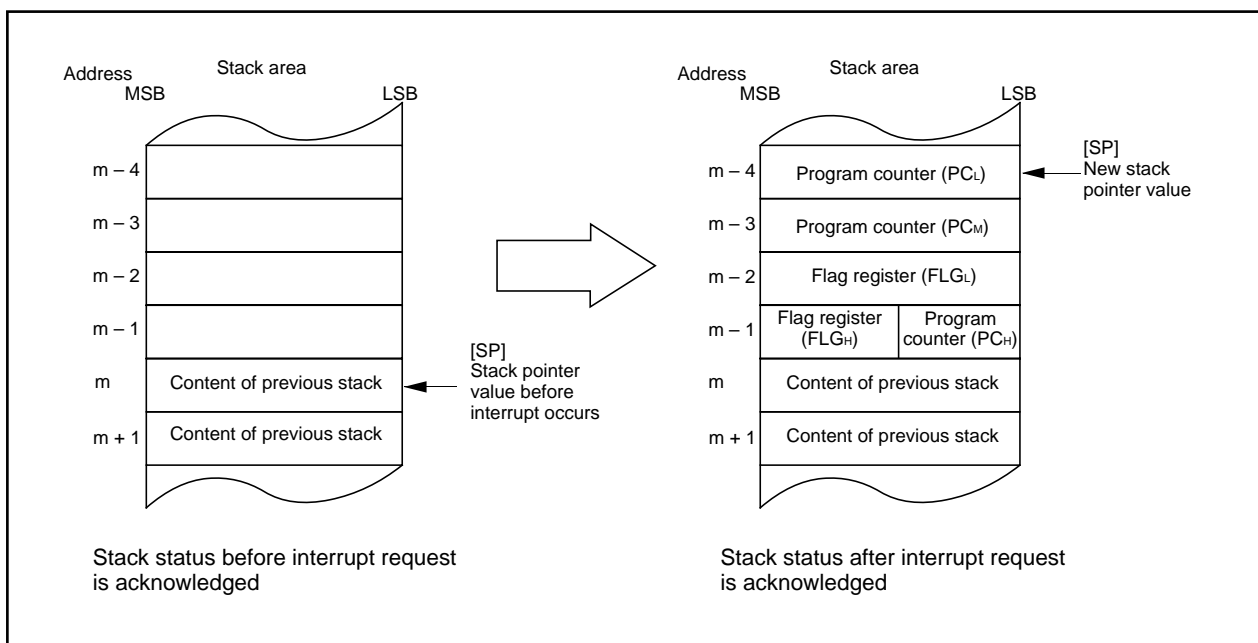 Address
Stack area
MSB
LSB
m – 4
m – 3
m – 2
m – 1
m
Content of previous stack
m + 1
Content of previous stack
[SP]
Stack pointer
value before
interrupt occurs
Stack status before interrupt request
is acknowledged
Address
Stack area
MSB
LSB
m – 4
Program counter (PCL)
m – 3
Program counter (PCM)
m – 2
Flag register (FLGL)
m – 1
Flag register
(FLGH)
Program
counter (PCH)
m
Content of previous stack
m + 1
Content of previous stack
[SP]
New stack
pointer value
Stack status after interrupt request
is acknowledged